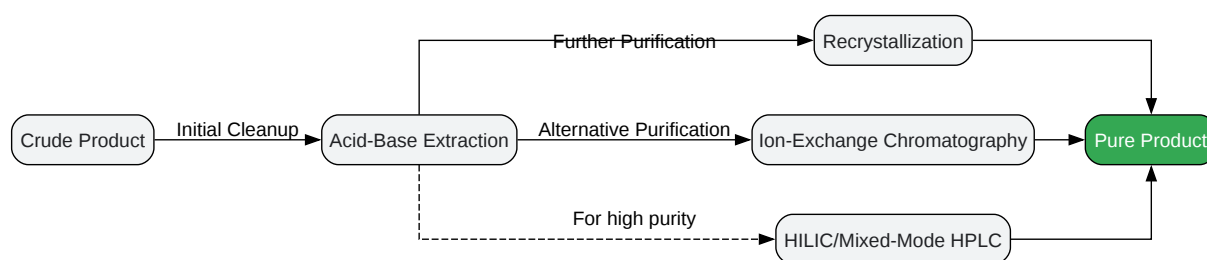 Further Purification
Recrystallization
Crude Product
Initial Cleanup
Acid-Base Extraction
Alternative Purification
Ion-Exchange Chromatography
Pure Product
For high purity
HILIC/Mixed-Mode HPLC